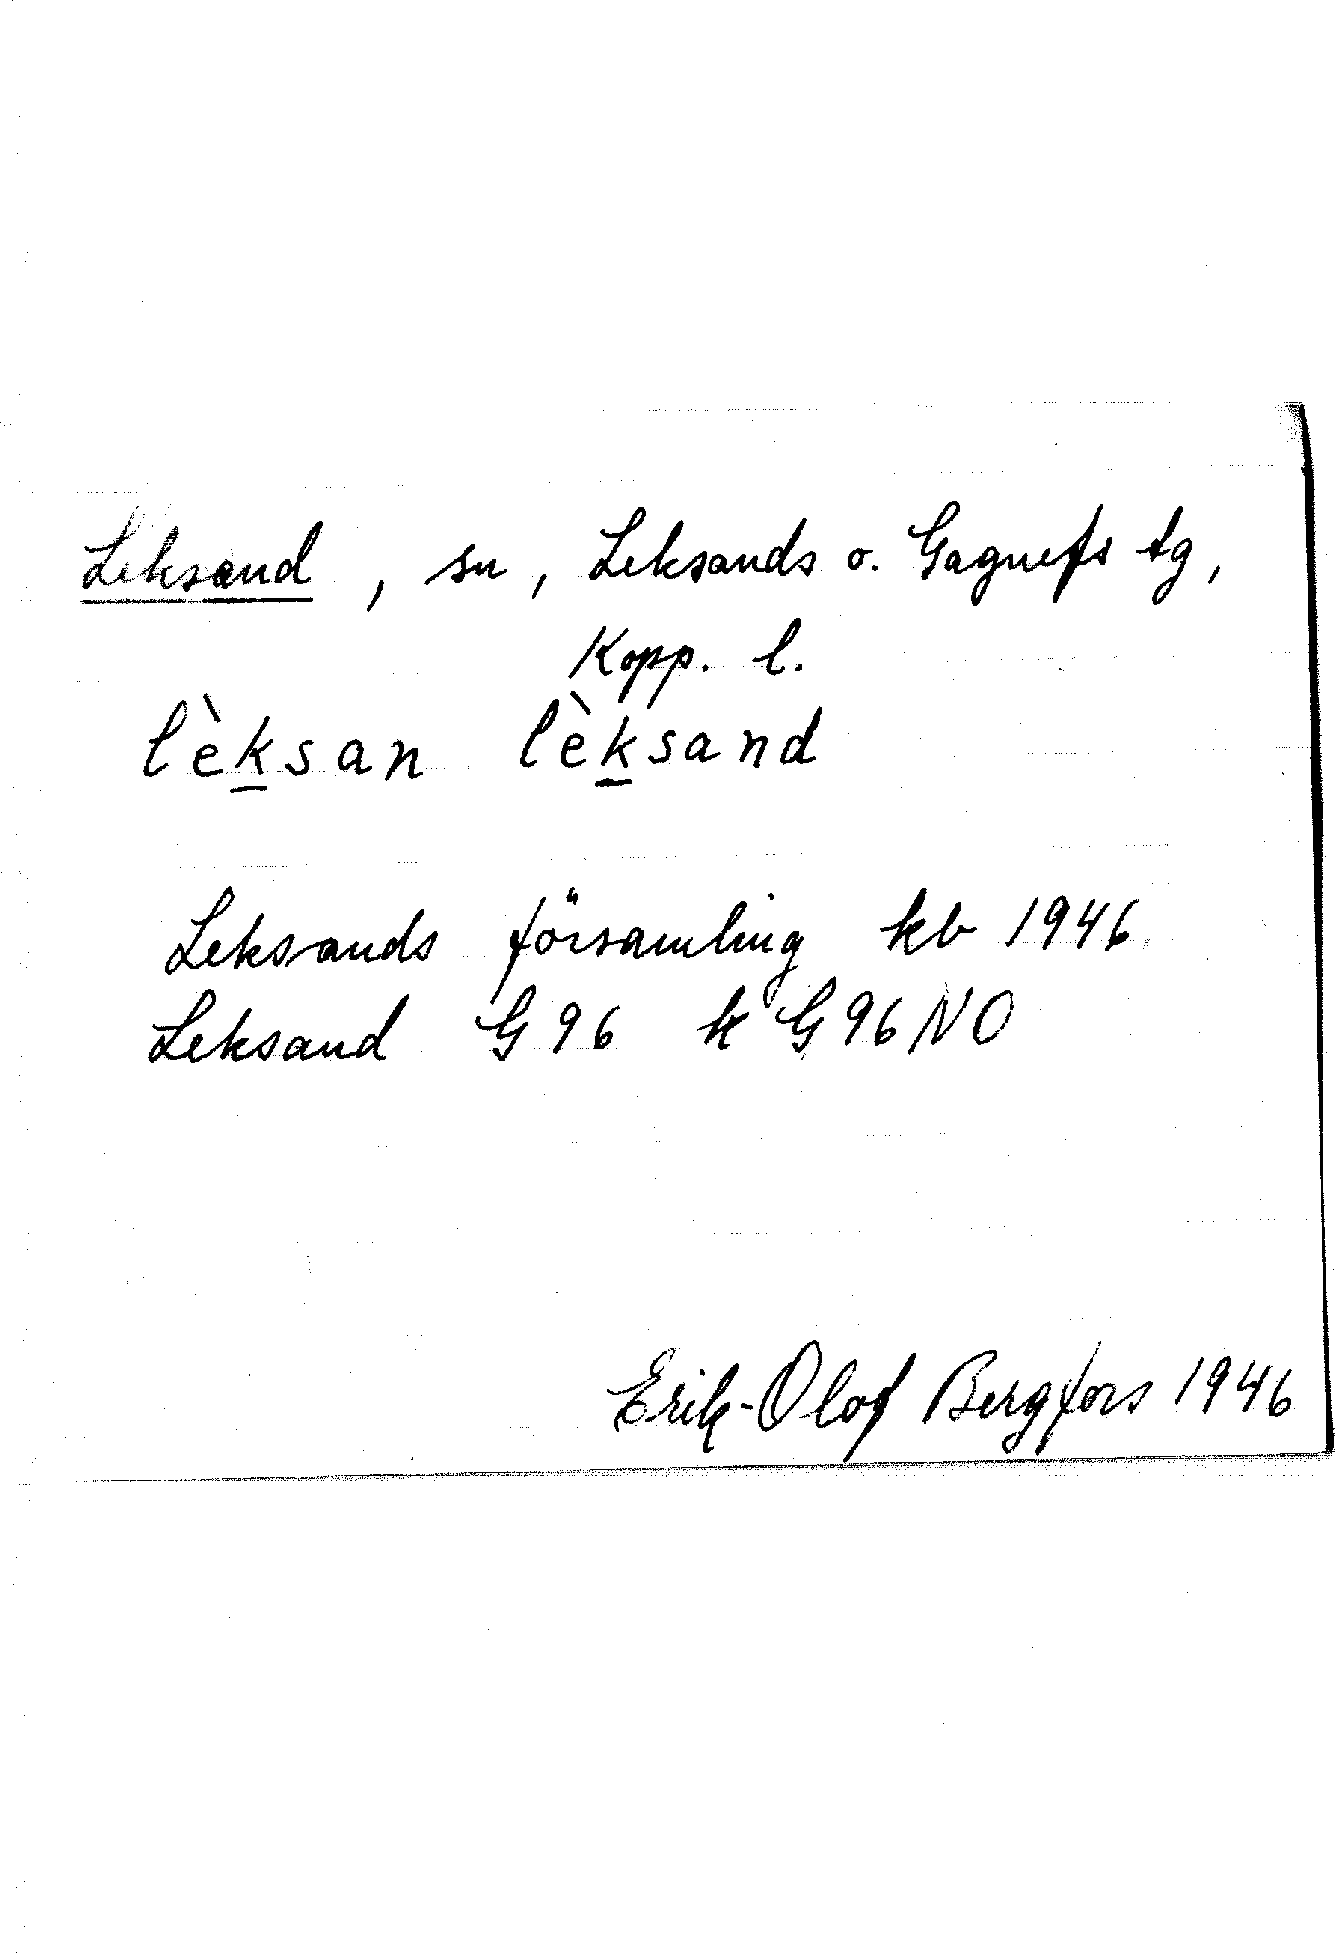 Leksand, sn, Leksands o. Gagnefs tg,
Kopp. l.
lèksan lèksand
Leksands församling kb 1946
Leksand G 96 k G 96 NO
Erik-Olof Bergfors 1946